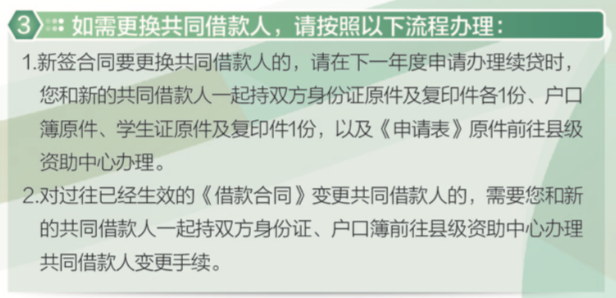 3 如需更换共同借款人，请按照以下流程办理：
1.新签合同要更换共同借款人的，请在下一年度申请办理续贷时，
您和新的共同借款人一起持双方身份证原件及复印件各1份、户口
簿原件、学生证原件及复印件1份，以及《申请表》原件前往县级
资助中心办理。
2.对过往已经生效的《借款合同》变更共同借款人的，需要您和新
的共同借款人一起持双方身份证、户口簿前往县级资助中心办理
共同借款人变更手续。